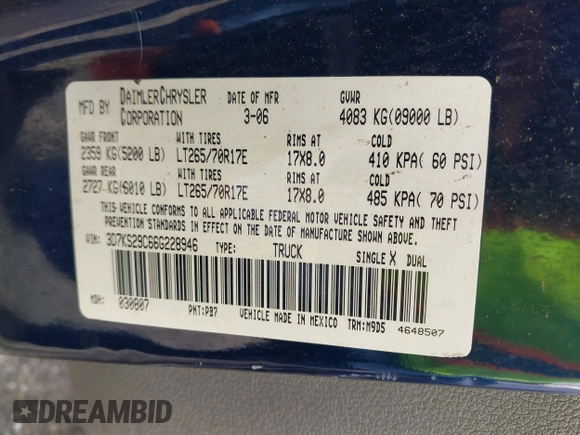 MFD BY DAIMLERCHRYSLER CORPORATION
DATE OF MFR 3-06
GVWR 4083 KG(09000 LB)
GAWR FRONT WITH TIRES RIMS AT COLD
2359 KG(5200 LB) LT265/70R17E 17X8.0 410 KPA( 60 PSI)
GAWR REAR WITH TIRES RIMS AT COLD
2727 KG(6010 LB) LT265/70R17E 17X8.0 485 KPA( 70 PSI)
THIS VEHICLE CONFORMS TO ALL APPLICABLE FEDERAL MOTOR VEHICLE SAFETY AND THEFT
PREVENTION STANDARDS IN EFFECT ON THE DATE OF MANUFACTURE SHOWN ABOVE.
VIN: 3D7KS29C66G228946 TYPE: TRUCK SINGLE X DUAL
MDH: 030807 PNT:PB7 VEHICLE MADE IN MEXICO TRM:M9D5 4648507
DREAMBID